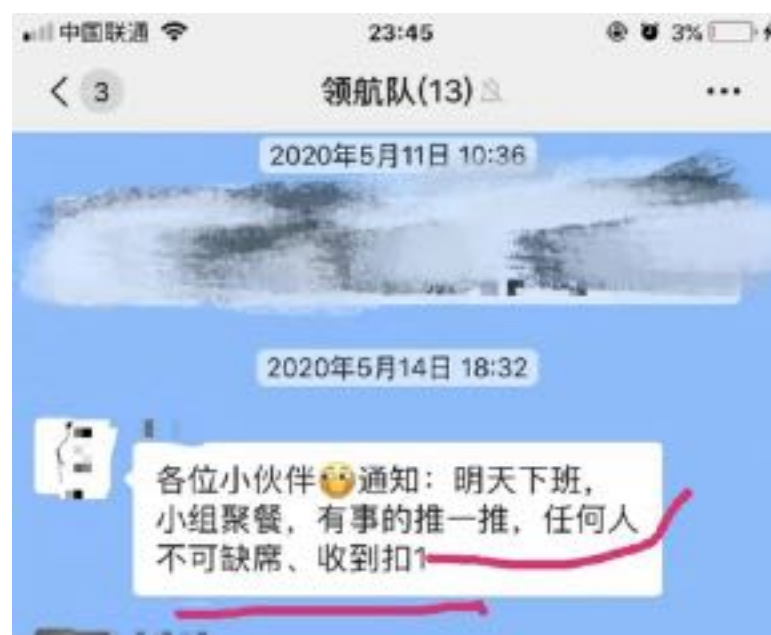 中国联通 23:45 3%
3 领航队(13)
2020年5月11日 10:36
2020年5月14日 18:32
各位小伙伴通知：明天下班，
小组聚餐，有事的推一推，任何人
不可缺席、收到扣1